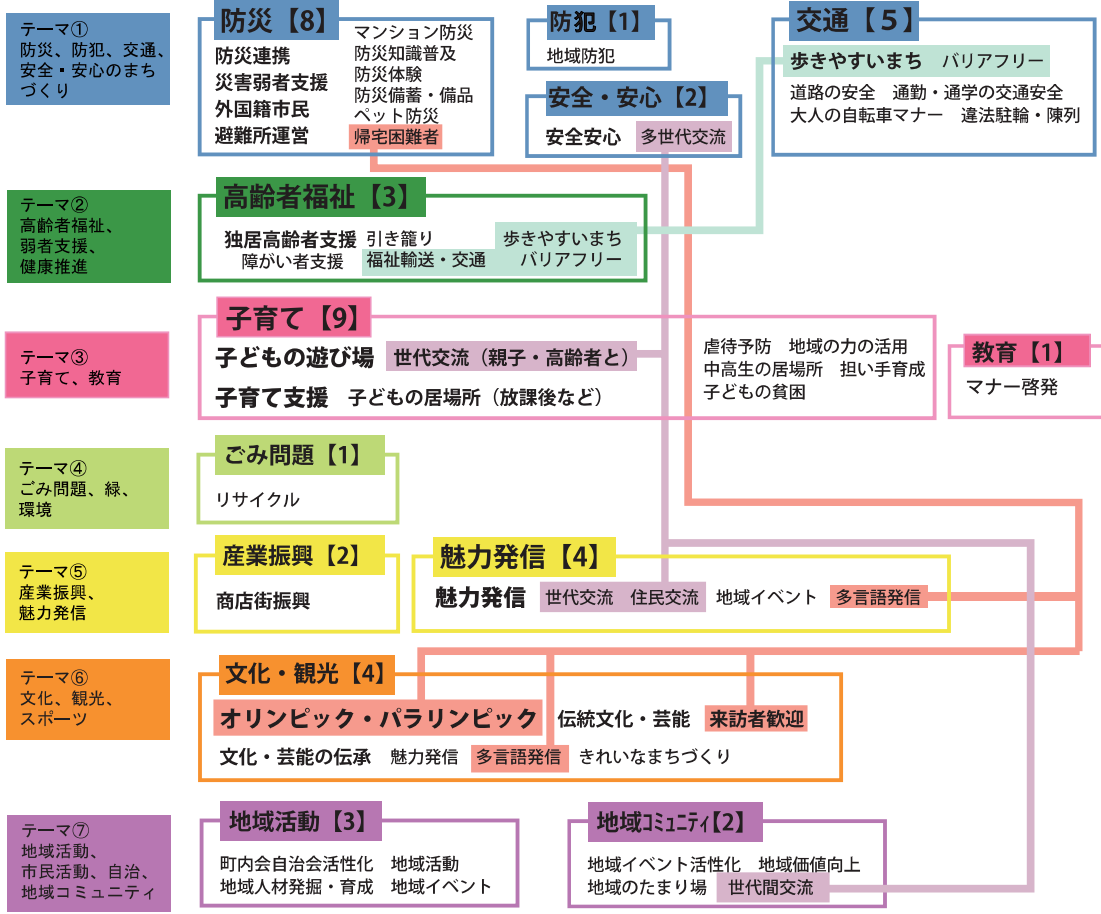 テーマ①
防災、防犯、交通、
安全・安心のまち
づくり
防災【8】
防災連携
災害弱者支援
外国籍市民
避難所運営
マンション防災
防災知識普及
防災体験
防災備蓄・備品
ペット防災
帰宅困難者
防犯【1】
地域防犯
安全・安心【2】
安全安心 多世代交流
交通【5】
歩きやすいまち バリアフリー
道路の安全 通勤・通学の交通安全
大人の自転車マナー 違法駐輪・陳列
テーマ②
高齢者福祉、
弱者支援、
健康推進
高齢者福祉【3】
独居高齢者支援 引き籠り 歩きやすいまち
障がい者支援 福祉輸送・交通 バリアフリー
テーマ③
子育て、教育
子育て【9】
子どもの遊び場 世代交流（親子・高齢者と）
子育て支援 子どもの居場所（放課後など）
虐待予防 地域の力の活用
中高生の居場所 担い手育成
子どもの貧困
教育【1】
マナー啓発
テーマ④
ごみ問題、緑、
環境
ごみ問題【1】
リサイクル
テーマ⑤
産業振興、
魅力発信
産業振興【2】
商店街振興
魅力発信【4】
魅力発信 世代交流 住民交流 地域イベント 多言語発信
テーマ⑥
文化、観光、
スポーツ
文化・観光【4】
オリンピック・パラリンピック 伝統文化・芸能 来訪者歓迎
文化・芸能の伝承 魅力発信 多言語発信 きれいなまちづくり
テーマ⑦
地域活動、
市民活動、自治、
地域コミュニティ
地域活動【3】
町内会自治会活性化 地域活動
地域人材発掘・育成 地域イベント
地域ｺﾐｭﾆﾃｨ【2】
地域イベント活性化 地域価値向上
地域のたまり場 世代間交流